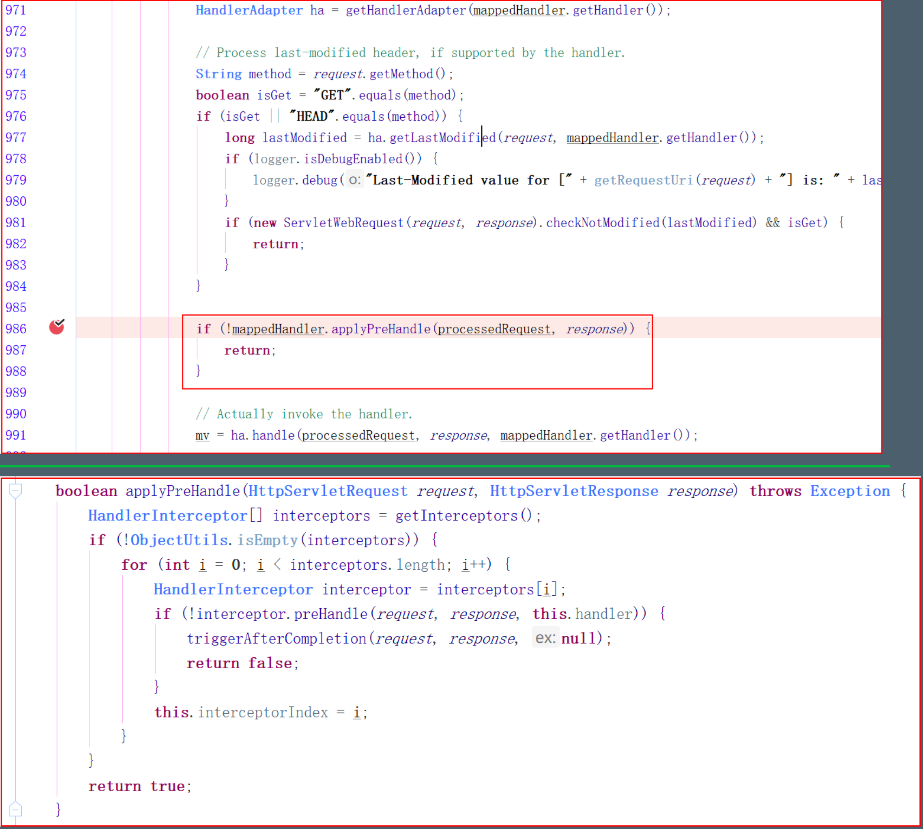 971 HandlerAdapter ha = getHandlerAdapter(mappedHandler.getHandler());
972
973 // Process last-modified header, if supported by the handler.
974 String method = request.getMethod();
975 boolean isGet = "GET".equals(method);
976 if (isGet || "HEAD".equals(method)) {
977 long lastModified = ha.getLastModified(request, mappedHandler.getHandler());
978 if (logger.isDebugEnabled()) {
979 logger.debug( o: "Last-Modified value for [" + getRequestUri(request) + "] is: " + las
980 }
981 if (new ServletWebRequest(request, response).checkNotModified(lastModified) && isGet) {
982 return;
983 }
984 }
985
986 if (!mappedHandler.applyPreHandle(processedRequest, response)) {
987 return;
988 }
989
990 // Actually invoke the handler.
991 mv = ha.handle(processedRequest, response, mappedHandler.getHandler());
boolean applyPreHandle(HttpServletRequest request, HttpServletResponse response) throws Exception {
HandlerInterceptor[] interceptors = getInterceptors();
if (!ObjectUtils.isEmpty(interceptors)) {
for (int i = 0; i < interceptors.length; i++) {
HandlerInterceptor interceptor = interceptors[i];
if (!interceptor.preHandle(request, response, this.handler)) {
triggerAfterCompletion(request, response, ex: null);
return false;
}
this.interceptorIndex = i;
}
}
return true;
}